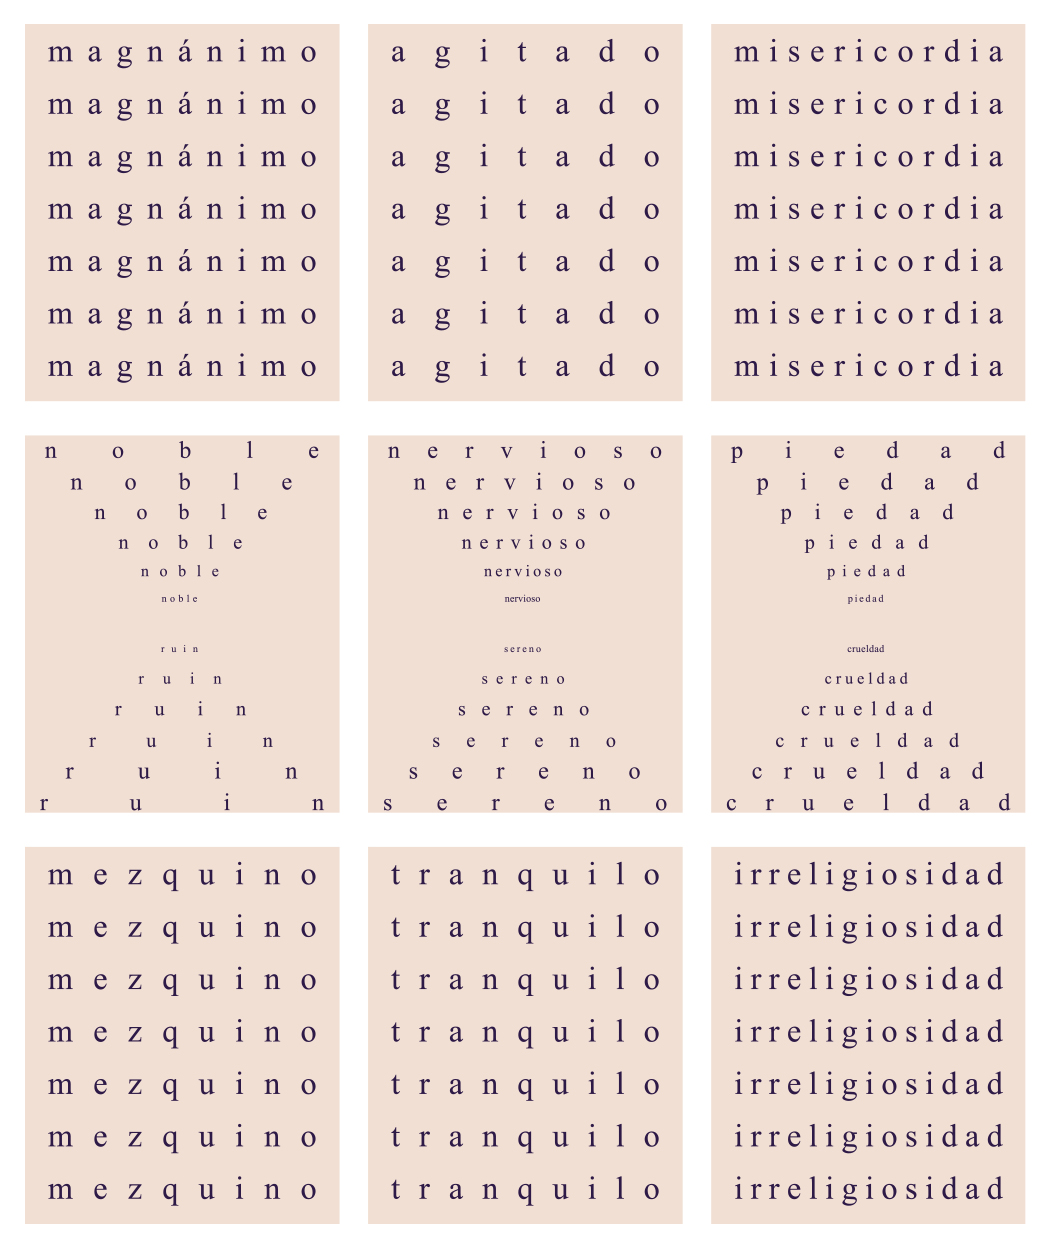 magnánimo
magnánimo
magnánimo
magnánimo
magnánimo
magnánimo
magnánimo
agitado
agitado
agitado
agitado
agitado
agitado
agitado
misericordia
misericordia
misericordia
misericordia
misericordia
misericordia
misericordia
noble
noble
noble
noble
noble
noble
ruin
ruin
ruin
ruin
ruin
ruin
nervioso
nervioso
nervioso
nervioso
nervioso
nervioso
sereno
sereno
sereno
sereno
sereno
sereno
piedad
piedad
piedad
piedad
piedad
piedad
crueldad
crueldad
crueldad
crueldad
crueldad
crueldad
mezquino
mezquino
mezquino
mezquino
mezquino
mezquino
mezquino
tranquilo
tranquilo
tranquilo
tranquilo
tranquilo
tranquilo
tranquilo
irreligiosidad
irreligiosidad
irreligiosidad
irreligiosidad
irreligiosidad
irreligiosidad
irreligiosidad